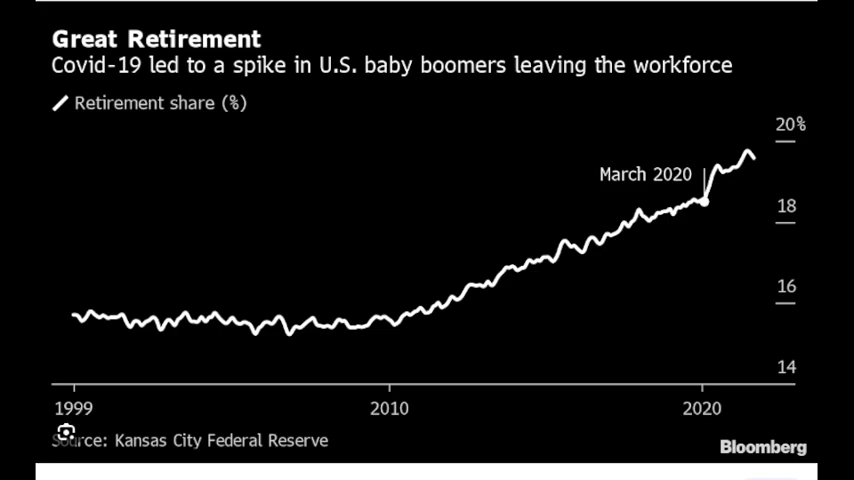 Great Retirement
Covid-19 led to a spike in U.S. baby boomers leaving the workforce
Retirement share (%)
20%
March 2020
18
16
14
1999 2010 2020
Source: Kansas City Federal Reserve
Bloomberg